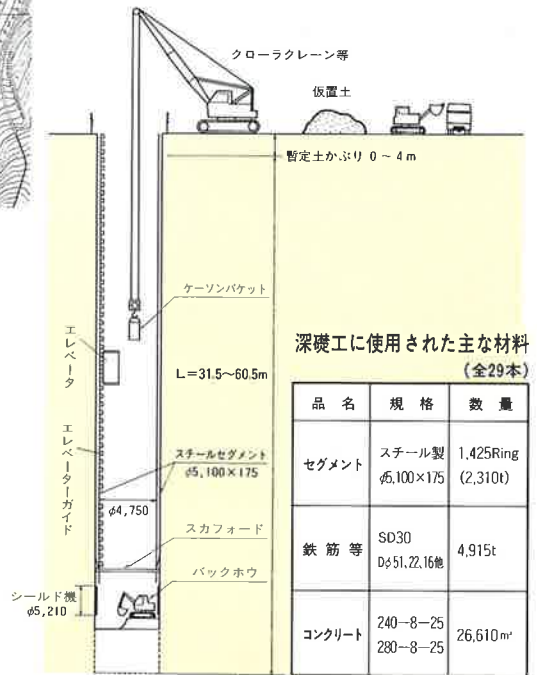 クローラクレーン等
仮置土
暫定土かぶり 0~4m
ケーソンバケット
エレベータ
L=31.5~60.5m
エレベーターガイド
スチールセグメント
φ5,100×175
φ4,750
スカフォード
バックホウ
シールド機
φ5,210
深礎工に使用された主な材料
(全29本)
品名 規格 数量
セグメント スチール製 1,425Ring
φ5,100×175 (2,310t)
鉄筋等 SD30 4,915t
Dφ51,22,16他
コンクリート 240-8-25 26,610㎥
280-8-25